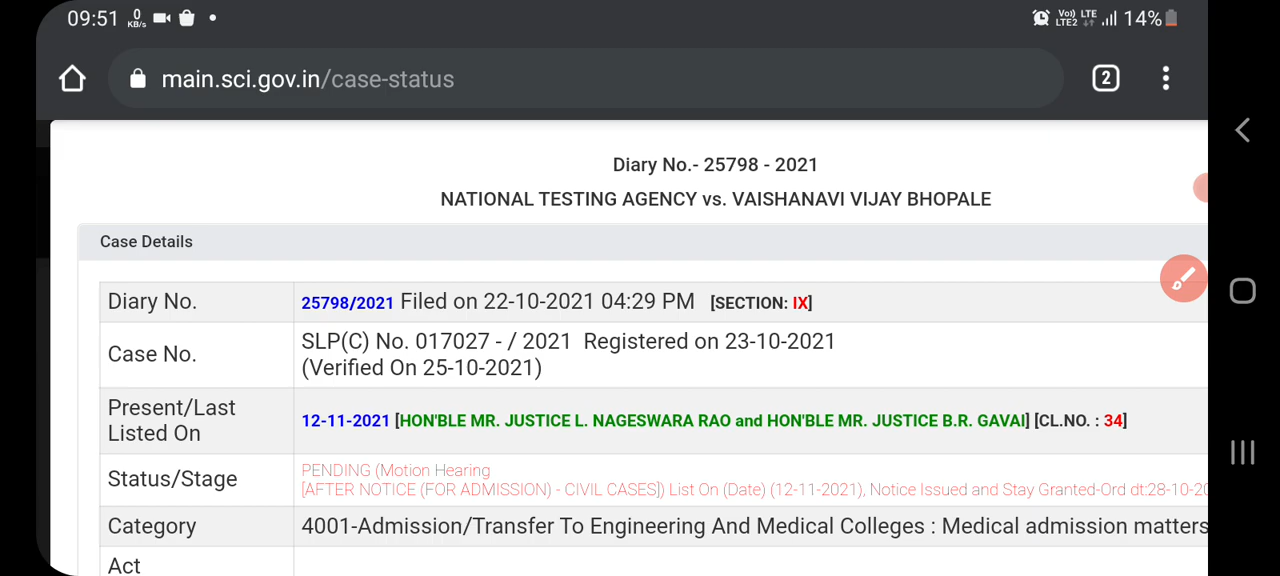 09:51 0 KB/s Vo)) LTE LTE2 14%
main.sci.gov.in/case-status 2
Diary No.- 25798 - 2021
NATIONAL TESTING AGENCY vs. VAISHANAVI VIJAY BHOPALE
Case Details
Diary No. 25798/2021 Filed on 22-10-2021 04:29 PM [SECTION: IX]
Case No. SLP(C) No. 017027 - / 2021 Registered on 23-10-2021
(Verified On 25-10-2021)
Present/Last
Listed On
12-11-2021 [HON'BLE MR. JUSTICE L. NAGESWARA RAO and HON'BLE MR. JUSTICE B.R. GAVAI] [CL.NO. : 34]
Status/Stage
PENDING (Motion Hearing
[AFTER NOTICE (FOR ADMISSION) - CIVIL CASES]) List On (Date) (12-11-2021), Notice Issued and Stay Granted-Ord dt:28-10-20
Category 4001-Admission/Transfer To Engineering And Medical Colleges : Medical admission matters
Act